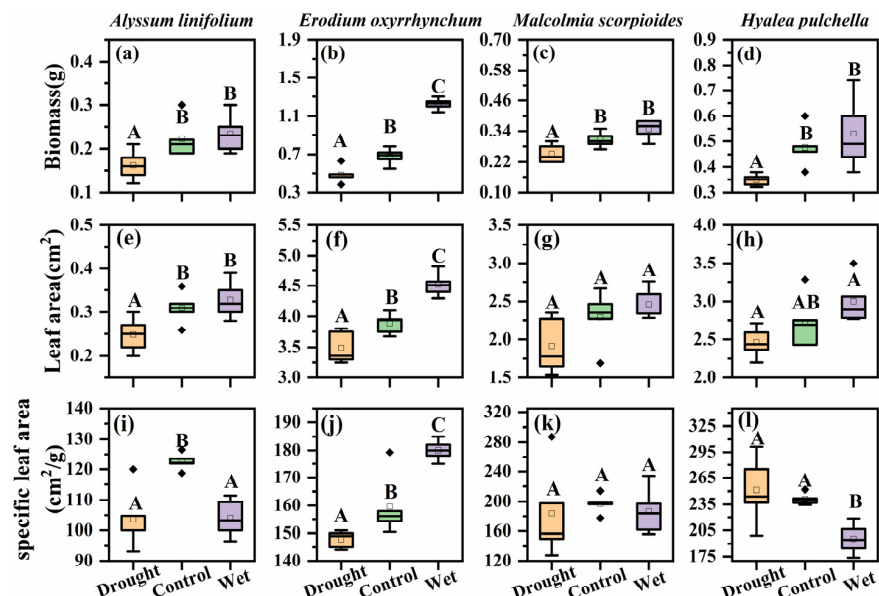 Alyssum linifolium Erodium oxyrrhynchum Malcolmia scorpioides Hyalea pulchella
Biomass(g)
0.4 0.3 0.2 0.1
(a) A B B
1.9 1.5 1.1 0.7 0.3
(b) A B C
0.70 0.58 0.46 0.34 0.22 0.10
(c) A B B
0.9 0.8 0.7 0.6 0.5 0.4 0.3
(d) A B B
Leaf area(cm²)
0.5 0.4 0.3 0.2
(e) A B B
5.5 5.0 4.5 4.0 3.5 3.0
(f) A B C
3.5 3.0 2.5 2.0 1.5
(g) A A A
4.0 3.5 3.0 2.5 2.0
(h) A AB A
specific leaf area
(cm²/g)
140 130 120 110 100 90
(i) A B A
190 180 170 160 150 140
(j) A B C
320 280 240 200 160 120
(k) A A A
325 295 265 235 205 175
(l) A A B
Drought Control Wet Drought Control Wet Drought Control Wet Drought Control Wet